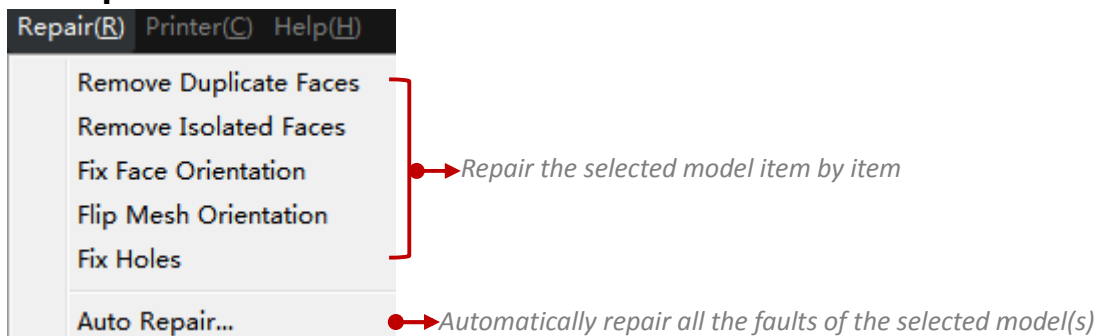 Repair(R) Printer(C) Help(H)
Remove Duplicate Faces
Remove Isolated Faces
Fix Face Orientation
Repair the selected model item by item
Flip Mesh Orientation
Fix Holes
Auto Repair...
Automatically repair all the faults of the selected model(s)